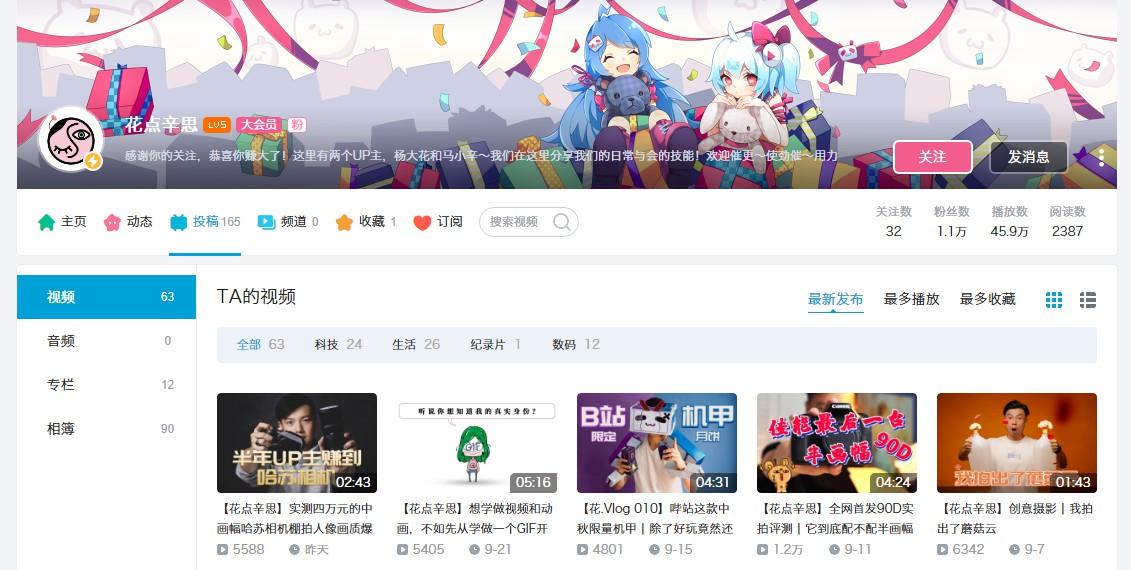 花点辛思 LV5 大会员 粉
感谢你的关注，恭喜你赚大了！这里有两个UP主，杨大花和马小辛～我们在这里分享我们的日常与会的技能！欢迎催更～使劲催～用力
关注
发消息
主页
动态
投稿 165
频道 0
收藏 1
订阅
搜索视频
关注数
粉丝数
播放数
阅读数
32
1.1万
45.9万
2387
视频 63
音频 0
专栏 12
相簿 90
TA的视频
最新发布
最多播放
最多收藏
全部 63
科技 24
生活 26
纪录片 1
数码 12
半年UP主赚到
哈苏相机
02:43
听说你想知道我的真实身份？
GIF
05:16
B站 机甲
限定 月饼
04:31
Canon
佳能最后一台
半画幅 90D
04:24
我拍出了蘑菇
01:43
【花点辛思】实测四万元的中
画幅哈苏相机棚拍人像画质爆
5588 昨天
【花点辛思】想学做视频和动
画，不如先从学做一个GIF开
5405 9-21
【花.Vlog 010】哔站这款中
秋限量机甲丨除了好玩竟然还
4801 9-15
【花点辛思】全网首发90D实
拍评测丨它到底配不配半画幅
1.2万 9-11
【花点辛思】创意摄影丨我拍
出了蘑菇云
6342 9-7